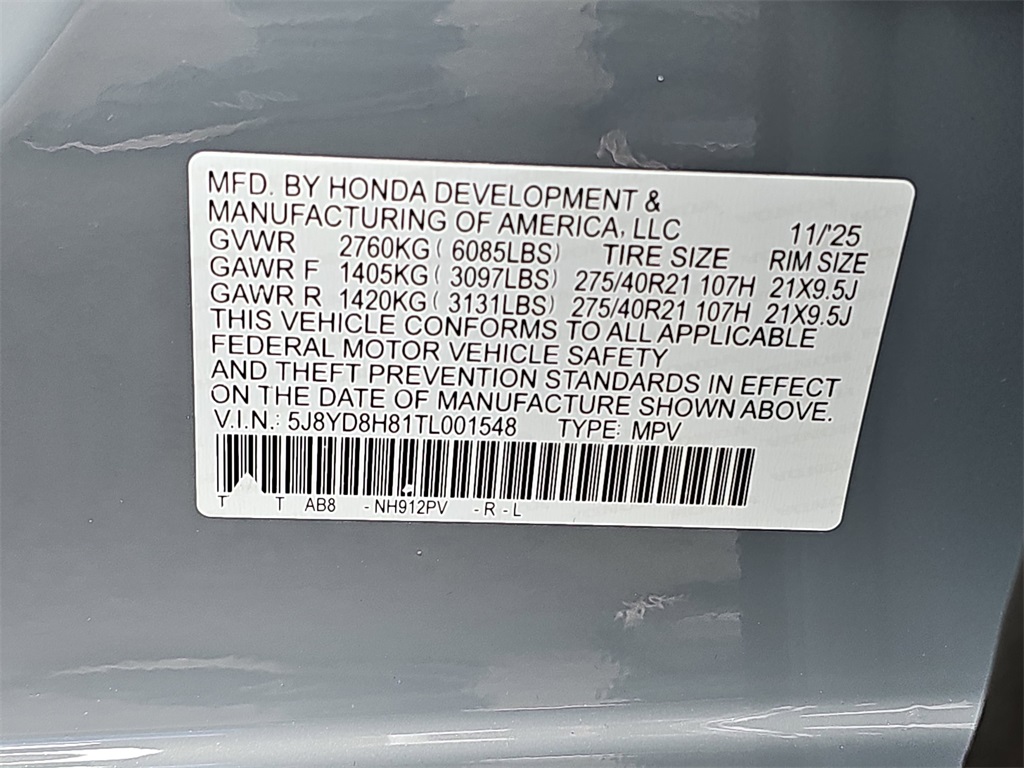 MFD. BY HONDA DEVELOPMENT &
MANUFACTURING OF AMERICA, LLC 11/'25
GVWR 2760KG ( 6085LBS) TIRE SIZE RIM SIZE
GAWR F 1405KG ( 3097LBS) 275/40R21 107H 21X9.5J
GAWR R 1420KG ( 3131LBS) 275/40R21 107H 21X9.5J
THIS VEHICLE CONFORMS TO ALL APPLICABLE
FEDERAL MOTOR VEHICLE SAFETY
AND THEFT PREVENTION STANDARDS IN EFFECT
ON THE DATE OF MANUFACTURE SHOWN ABOVE.
V.I.N.: 5J8YD8H81TL001548 TYPE: MPV
T T AB8 -NH912PV -R-L